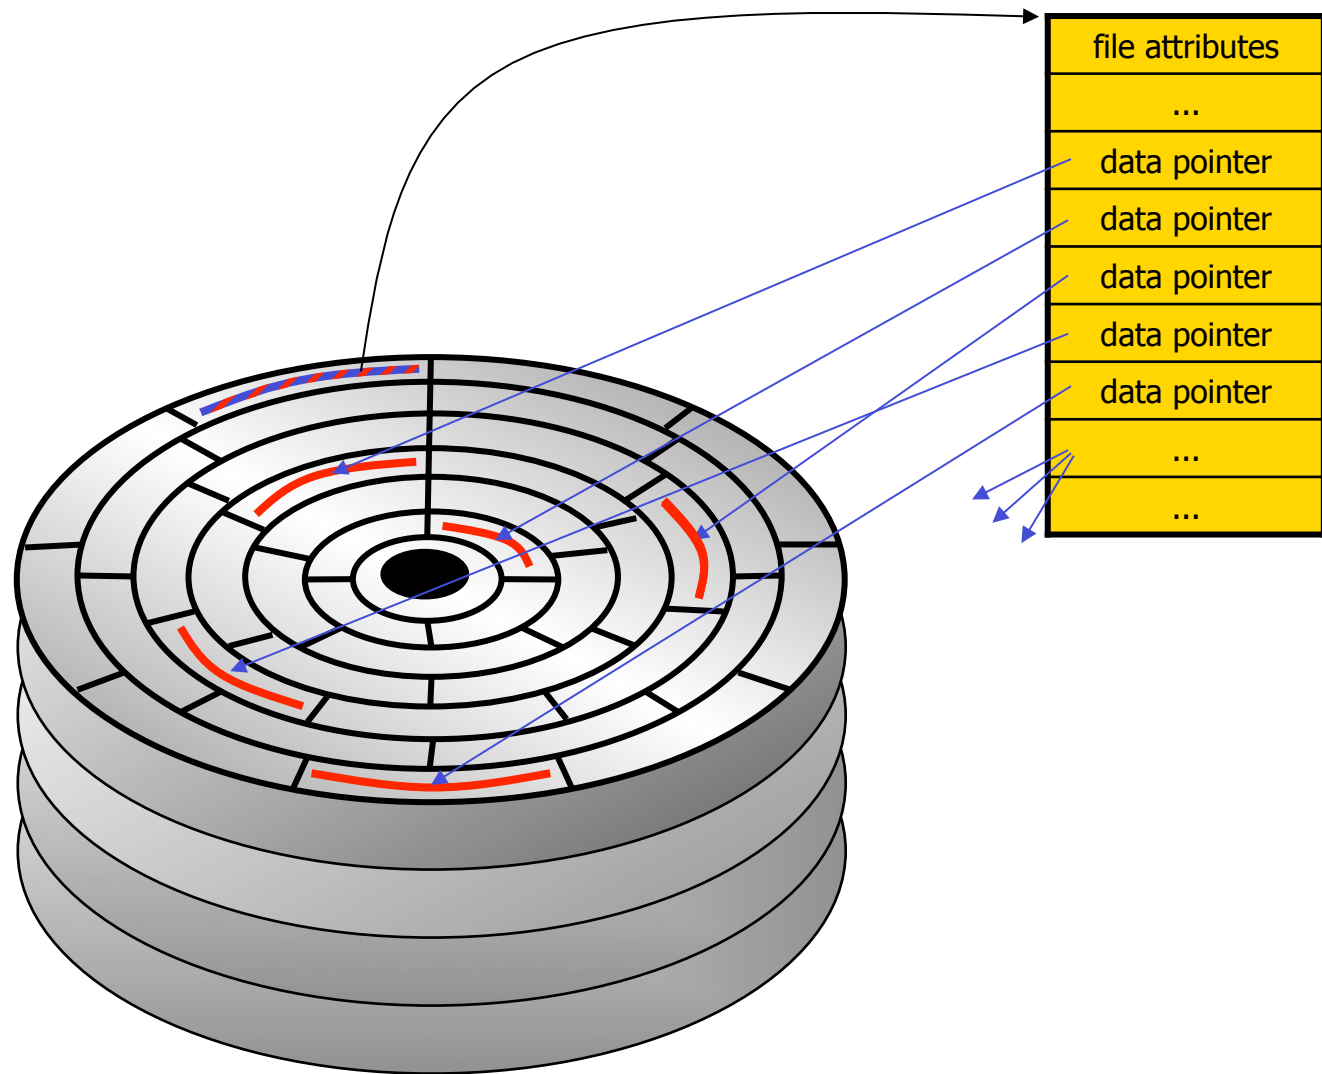 file attributes
...
data pointer
data pointer
data pointer
data pointer
data pointer
...
...